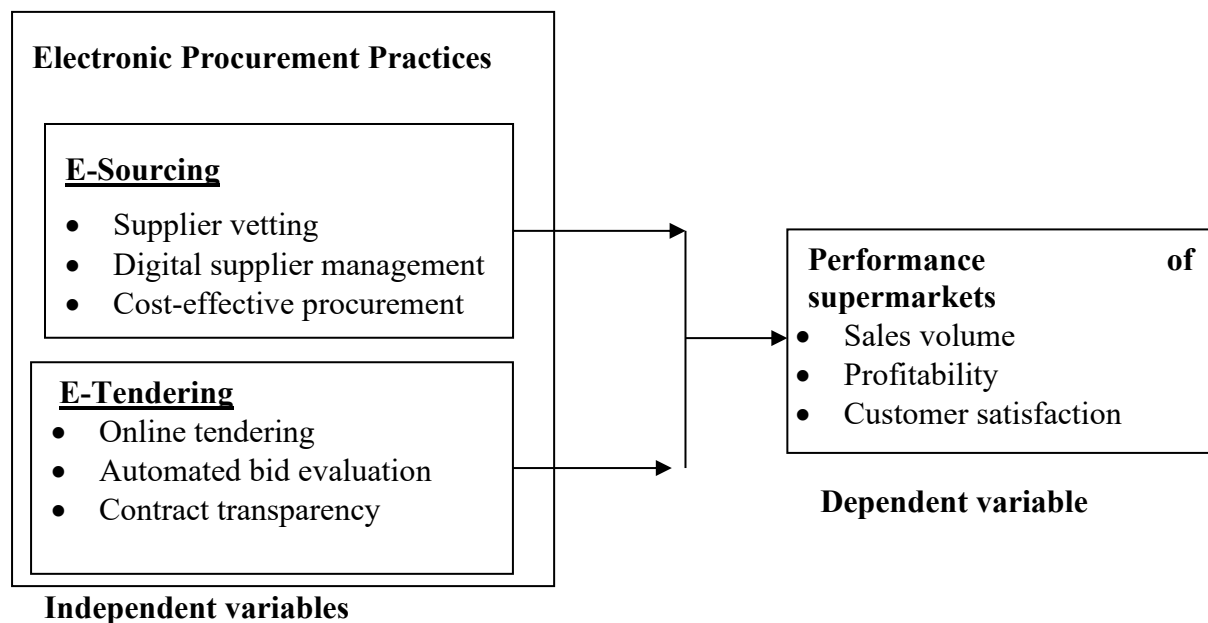 Electronic Procurement Practices
E-Sourcing
• Supplier vetting
• Digital supplier management
• Cost-effective procurement
E-Tendering
• Online tendering
• Automated bid evaluation
• Contract transparency
Independent variables
Performance of
supermarkets
• Sales volume
• Profitability
• Customer satisfaction
Dependent variable